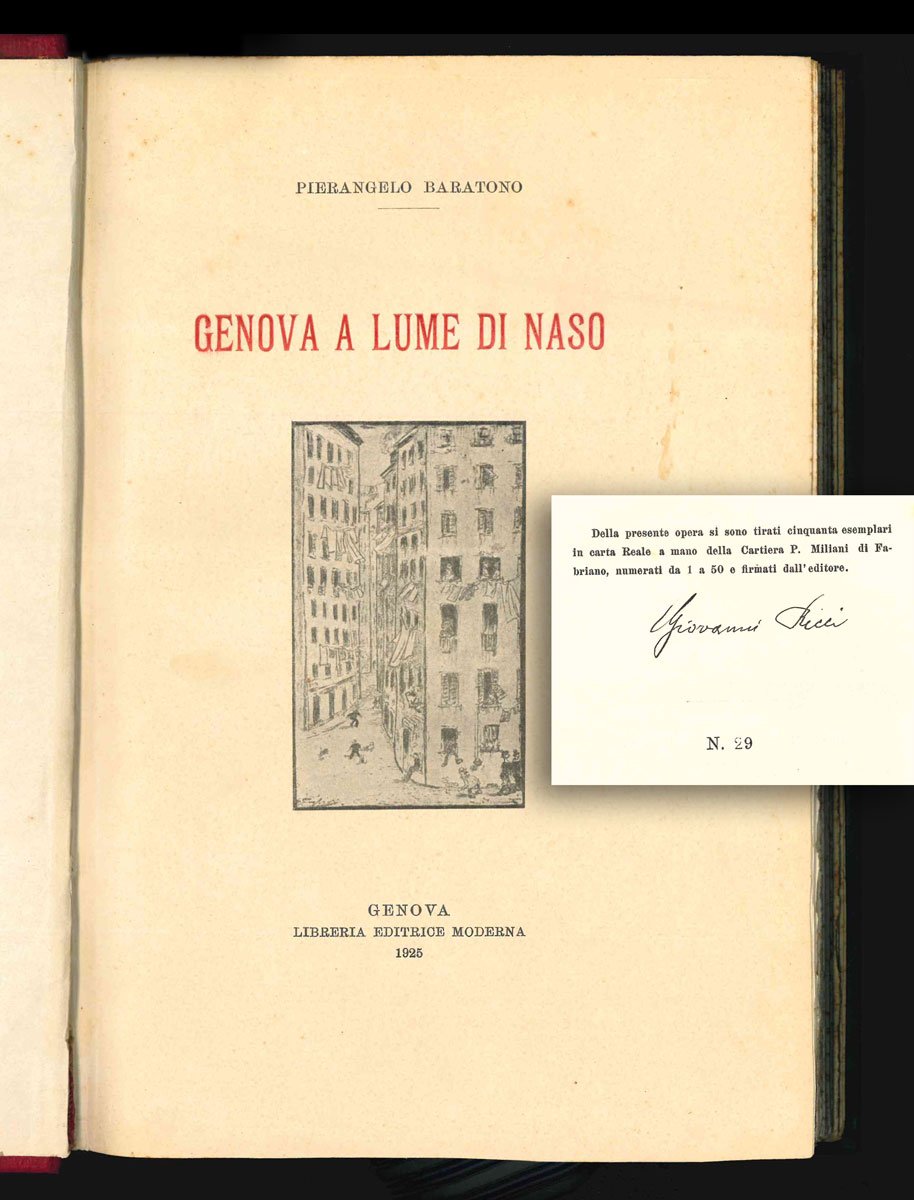 PIERANGELO BARATONO
GENOVA A LUME DI NASO
Della presente opera si sono tirati cinquanta esemplari
in carta Reale a mano della Cartiera P. Miliani di Fa-
briano, numerati da 1 a 50 e firmati dall'editore.
Giovanni Ricci
N. 29
GENOVA
LIBRERIA EDITRICE MODERNA
1925